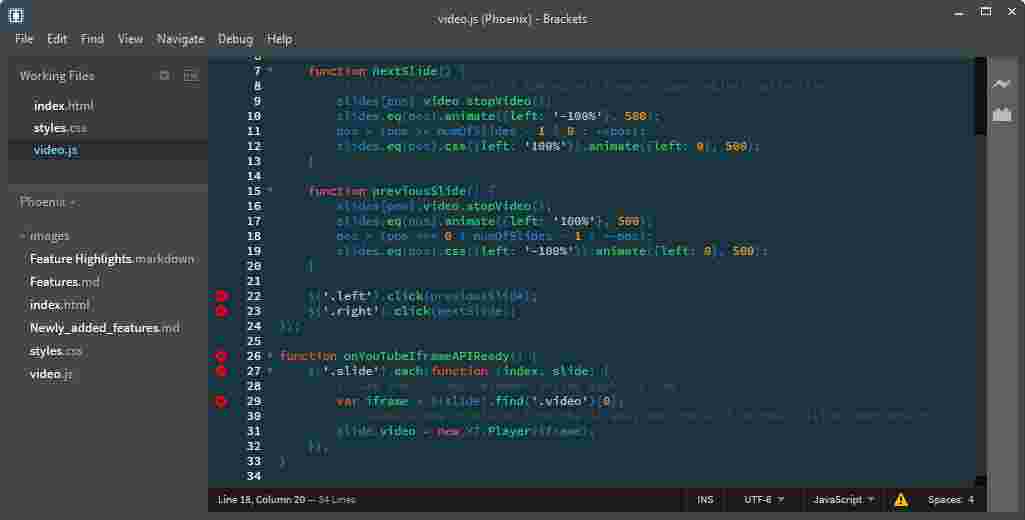 video.js (Phoenix) - Brackets
File Edit Find View Navigate Debug Help
Working Files
index.html
styles.css
video.js
Phoenix
images
Feature Highlights.markdown
Features.md
index.html
Newly_added_features.md
styles.css
video.js
6
7 function nextSlide() {
8
9 slides[pos].video.stopVideo();
10 slides.eq(pos).animate({left: '-100%'}, 500);
11 pos = (pos >= numOfSlides - 1 ? 0 : ++pos);
12 slides.eq(pos).css({left: '100%'}).animate({left: 0}, 500);
13 }
14
15 function previousSlide() {
16 slides[pos].video.stopVideo();
17 slides.eq(pos).animate({left: '100%'}, 500);
18 pos = (pos === 0 ? numOfSlides - 1 : --pos);
19 slides.eq(pos).css({left: '-100%'}).animate({left: 0}, 500);
20 }
21
22 $('.left').click(previousSlide);
23 $('.right').click(nextSlide);
24 });
25
26 function onYouTubeIframeAPIReady() {
27 $('.slide').each(function (index, slide) {
28
29 var iframe = $(slide).find('.video')[0];
30
31 slide.video = new YT.Player(iframe);
32 });
33 }
34
Line 18, Column 20 — 34 Lines
INS UTF-8 JavaScript Spaces: 4